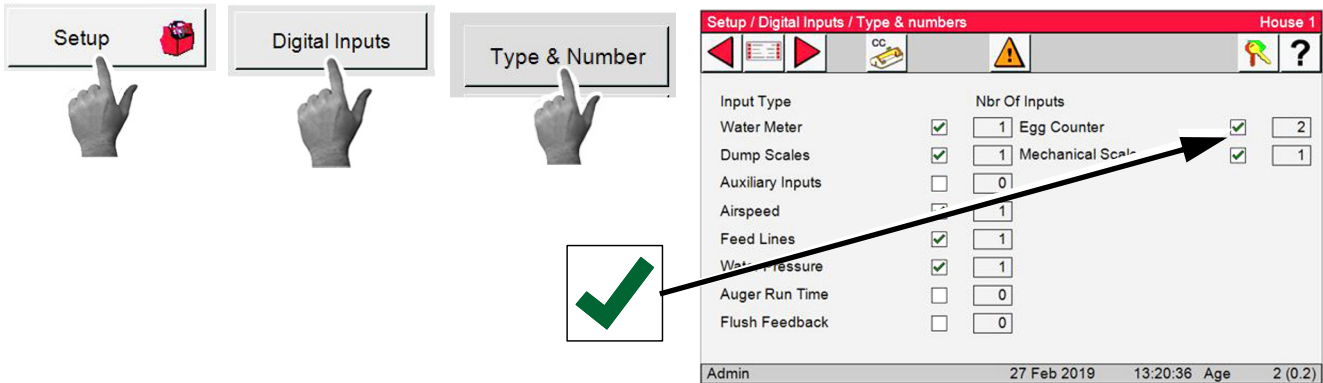 Setup
Digital Inputs
Type & Number
Setup / Digital Inputs / Type & numbers House 1
CC
?
Input Type Nbr Of Inputs
Water Meter 1 Egg Counter 2
Dump Scales 1 Mechanical 1
Auxiliary Inputs 0
Airspeed 1
Feed Lines 1
Water Pressure 1
Auger Run Time 0
Flush Feedback 0
Admin 27 Feb 2019 13:20:36 Age 2 (0.2)